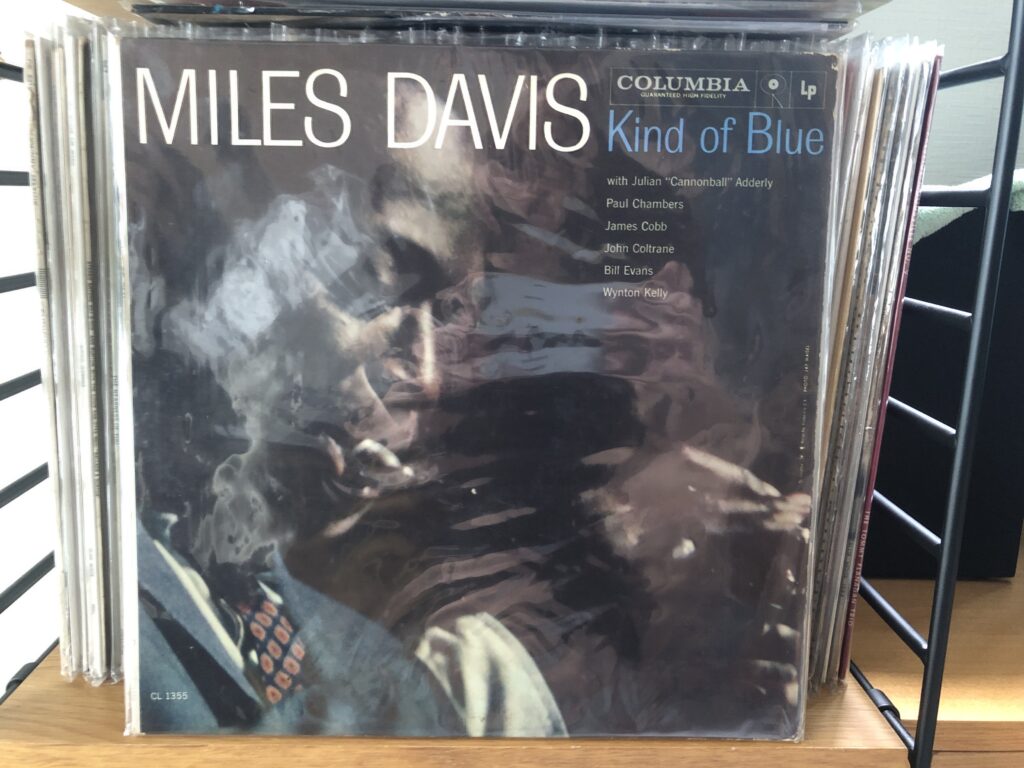 MILES DAVIS
COLUMBIA
GUARANTEED HIGH FIDELITY
Lp
Kind of Blue
with Julian "Cannonball" Adderly
Paul Chambers
James Cobb
John Coltrane
Bill Evans
Wynton Kelly
CL 1355